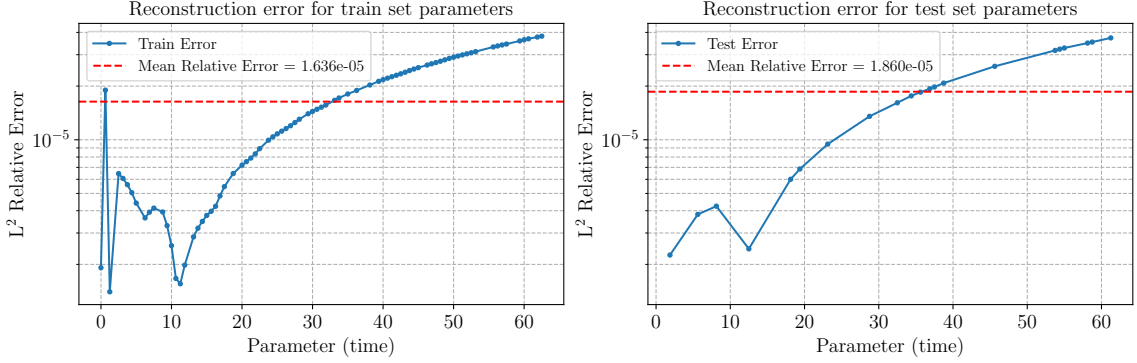 Reconstruction error for train set parameters
Train Error
Mean Relative Error = 1.636e-05
L² Relative Error
10⁻⁵
0 10 20 30 40 50 60
Parameter (time)
Reconstruction error for test set parameters
Test Error
Mean Relative Error = 1.860e-05
L² Relative Error
10⁻⁵
0 10 20 30 40 50 60
Parameter (time)